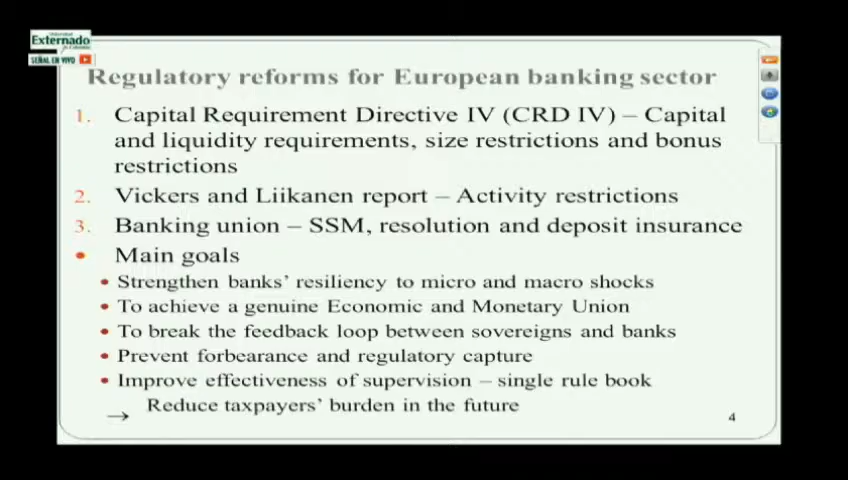 Universidad
Externado
de Colombia
SEÑAL EN VIVO
Regulatory reforms for European banking sector
1. Capital Requirement Directive IV (CRD IV) – Capital
and liquidity requirements, size restrictions and bonus
restrictions
2. Vickers and Liikanen report – Activity restrictions
3. Banking union – SSM, resolution and deposit insurance
• Main goals
• Strengthen banks’ resiliency to micro and macro shocks
• To achieve a genuine Economic and Monetary Union
• To break the feedback loop between sovereigns and banks
• Prevent forbearance and regulatory capture
• Improve effectiveness of supervision – single rule book
→ Reduce taxpayers’ burden in the future
4